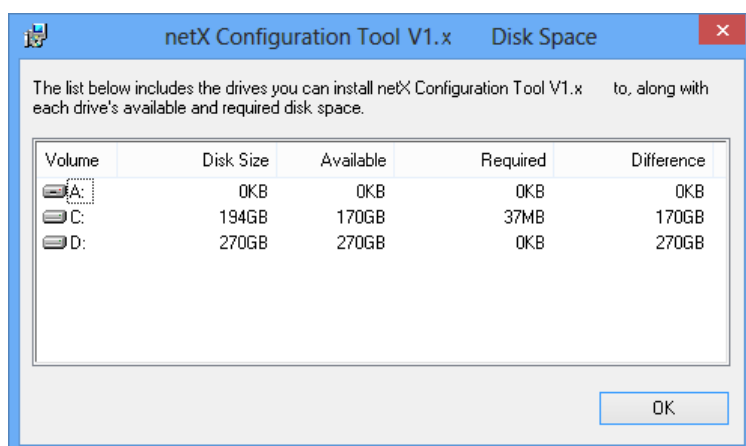 netX Configuration Tool V1.x Disk Space
The list below includes the drives you can install netX Configuration Tool V1.x to, along with
each drive's available and required disk space.
Volume Disk Size Available Required Difference
A: 0KB 0KB 0KB 0KB
C: 194GB 170GB 37MB 170GB
D: 270GB 270GB 0KB 270GB
OK